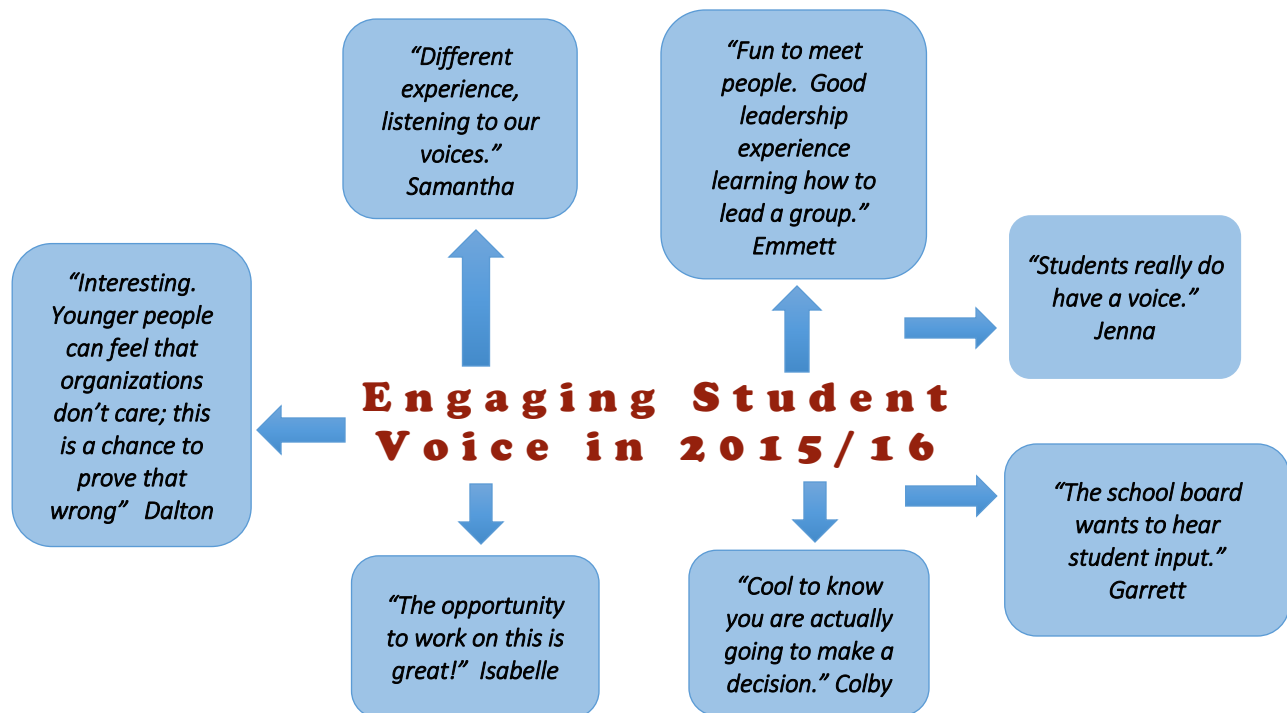 “Different
experience,
listening to our
voices.”
Samantha
“Fun to meet
people.  Good
leadership
experience
learning how to
lead a group.”
Emmett
“Interesting.
Younger people
can feel that
organizations
don’t care; this
is a chance to
prove that
wrong”  Dalton
“Students really do
have a voice.”
Jenna
Engaging Student
Voice in 2015/16
“The school board
wants to hear
student input.”
Garrett
“The opportunity
to work on this is
great!”  Isabelle
“Cool to know
you are actually
going to make a
decision.” Colby